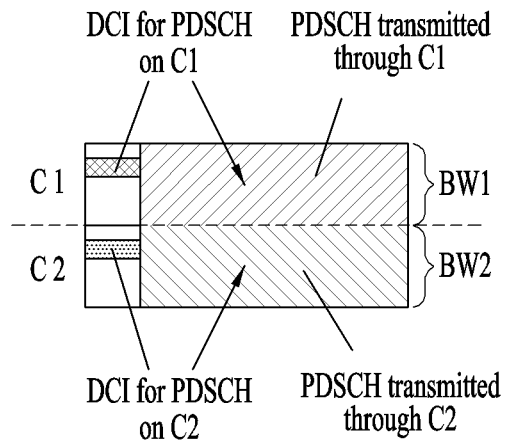 DCI for PDSCH
on C1
PDSCH transmitted
through C1
C 1
BW1
C 2
BW2
DCI for PDSCH
on C2
PDSCH transmitted
through C2